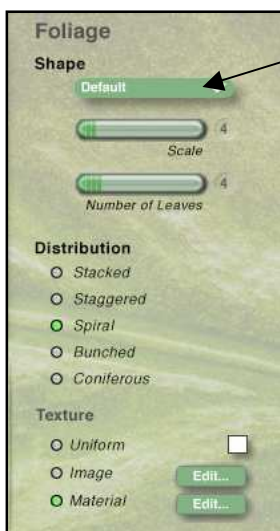 Foliage
Shape
Default
4
Scale
4
Number of Leaves
Distribution
Stacked
Staggered
Spiral
Bunched
Coniferous
Texture
Uniform
Image Edit...
Material Edit...